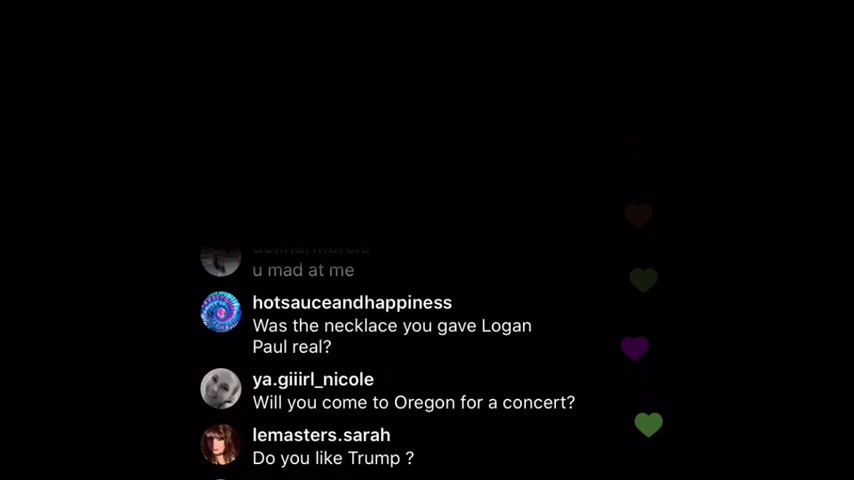 u mad at me
hotsauceandhappiness
Was the necklace you gave Logan
Paul real?
ya.giiirl_nicole
Will you come to Oregon for a concert?
lemasters.sarah
Do you like Trump ?